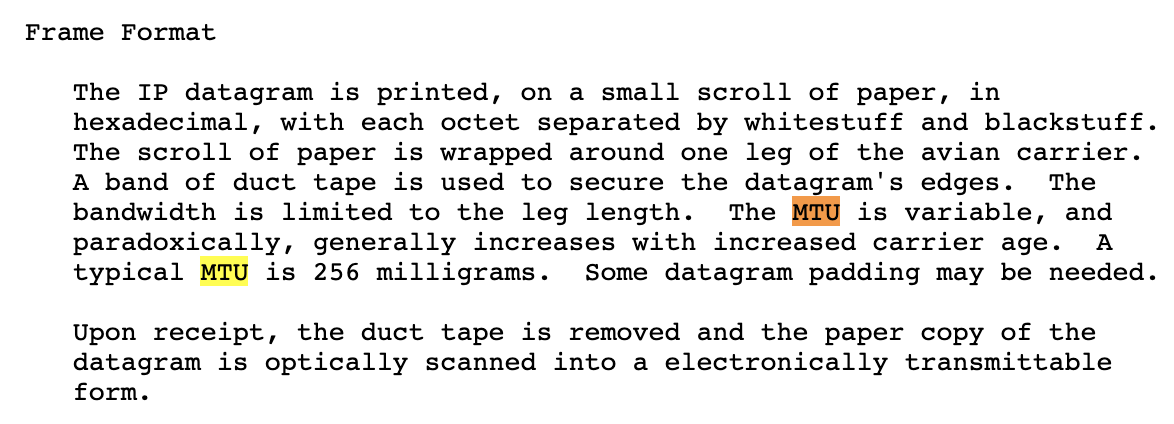 Frame Format
The IP datagram is printed, on a small scroll of paper, in
hexadecimal, with each octet separated by whitestuff and blackstuff.
The scroll of paper is wrapped around one leg of the avian carrier.
A band of duct tape is used to secure the datagram's edges.  The
bandwidth is limited to the leg length.  The MTU is variable, and
paradoxically, generally increases with increased carrier age.  A
typical MTU is 256 milligrams.  Some datagram padding may be needed.
Upon receipt, the duct tape is removed and the paper copy of the
datagram is optically scanned into a electronically transmittable
form.